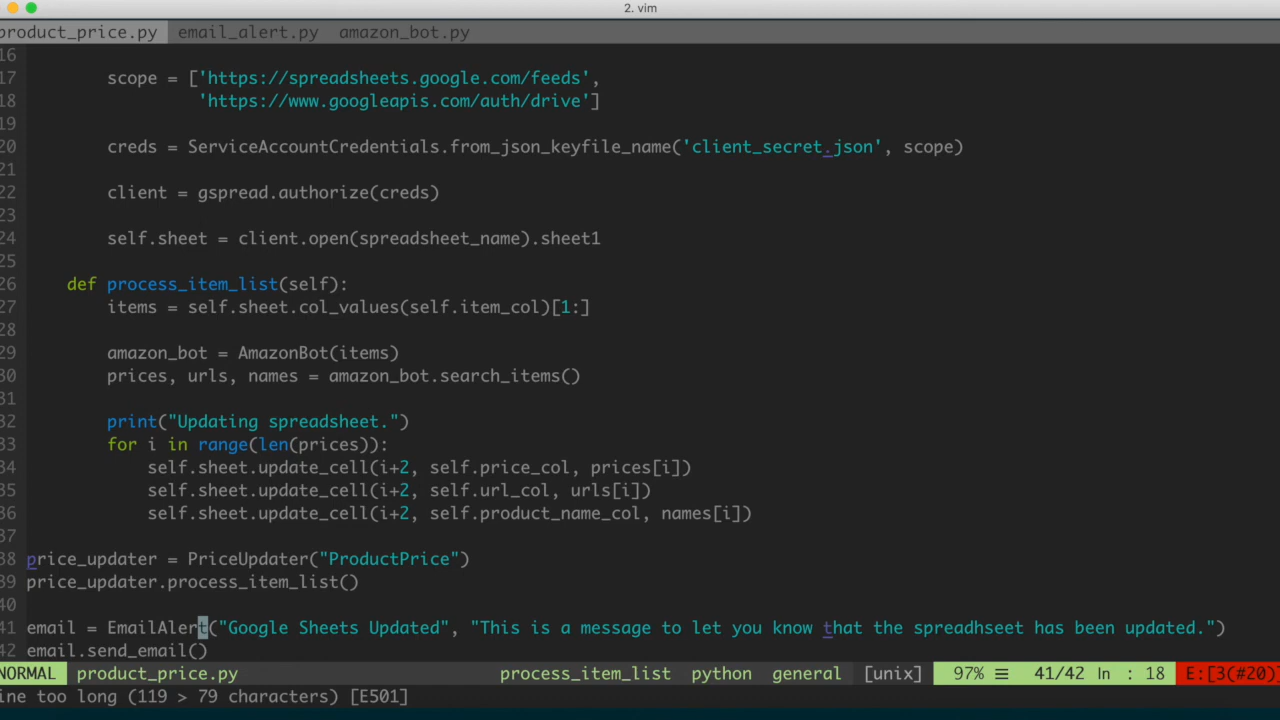 2. vim
product_price.py email_alert.py amazon_bot.py
16
17 scope = ['https://spreadsheets.google.com/feeds',
18 'https://www.googleapis.com/auth/drive']
19
20 creds = ServiceAccountCredentials.from_json_keyfile_name('client_secret.json', scope)
21
22 client = gspread.authorize(creds)
23
24 self.sheet = client.open(spreadsheet_name).sheet1
25
26 def process_item_list(self):
27 items = self.sheet.col_values(self.item_col)[1:]
28
29 amazon_bot = AmazonBot(items)
30 prices, urls, names = amazon_bot.search_items()
31
32 print("Updating spreadsheet.")
33 for i in range(len(prices)):
34 self.sheet.update_cell(i+2, self.price_col, prices[i])
35 self.sheet.update_cell(i+2, self.url_col, urls[i])
36 self.sheet.update_cell(i+2, self.product_name_col, names[i])
37
38 price_updater = PriceUpdater("ProductPrice")
39 price_updater.process_item_list()
40
41 email = EmailAlert("Google Sheets Updated", "This is a message to let you know that the spreadhseet has been updated.")
42 email.send_email()
NORMAL product_price.py process_item_list python general [unix] 97% ☰ 41/42 ln : 18 E:[3(#20)]
ine too long (119 > 79 characters) [E501]